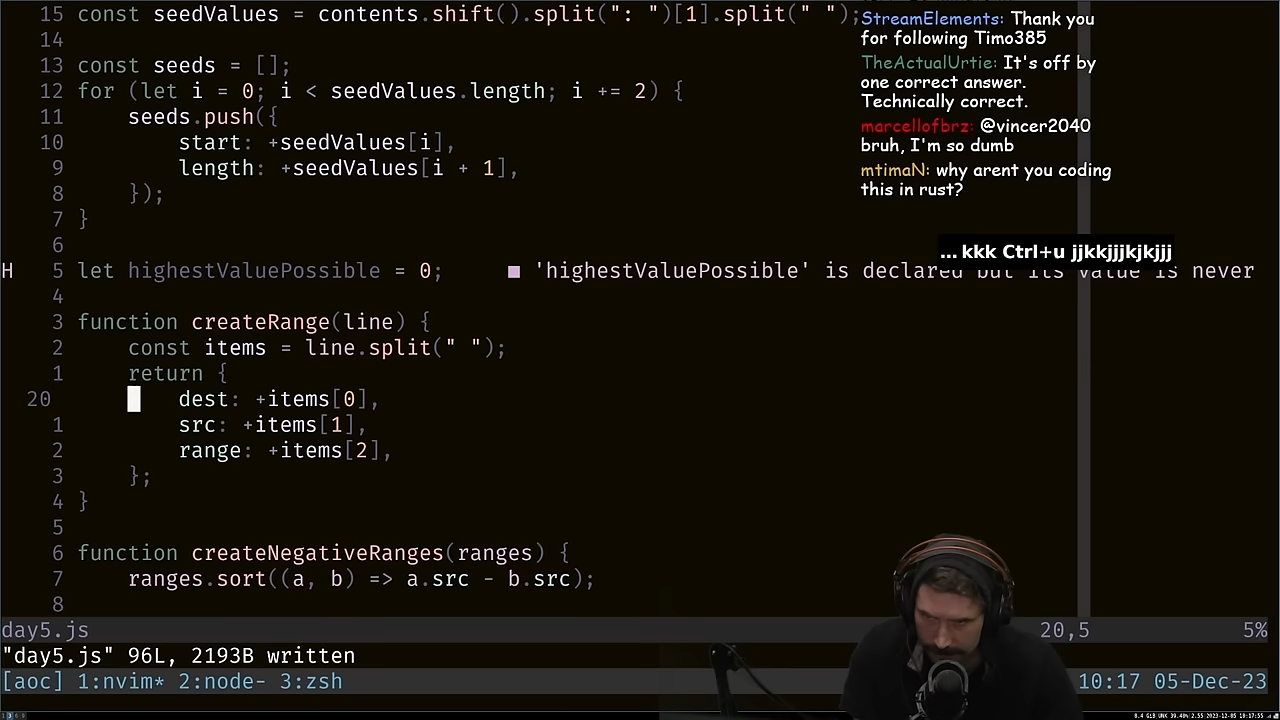 15 const seedValues = contents.shift().split(": ")[1].split(" ");
14
13 const seeds = [];
12 for (let i = 0; i < seedValues.length; i += 2) {
11     seeds.push({
10         start: +seedValues[i],
9         length: +seedValues[i + 1],
8     });
7 }
6
H 5 let highestValuePossible = 0;     ■ 'highestValuePossible' is declared but its value is never
4
3 function createRange(line) {
2     const items = line.split(" ");
1     return {
20         dest: +items[0],
1         src: +items[1],
2         range: +items[2],
3     };
4 }
5
6 function createNegativeRanges(ranges) {
7     ranges.sort((a, b) => a.src - b.src);
8
day5.js 20,5 5%
"day5.js" 96L, 2193B written
[aoc] 1:nvim* 2:node- 3:zsh 10:17 05-Dec-23
StreamElements: Thank you
for following Timo385
TheActualUrtie: It's off by
one correct answer.
Technically correct.
marcellofbrz: @vincer2040
bruh, I'm so dumb
mtimaN: why arent you coding
this in rust?
... kkk Ctrl+u jjkkjjjkjkjjj